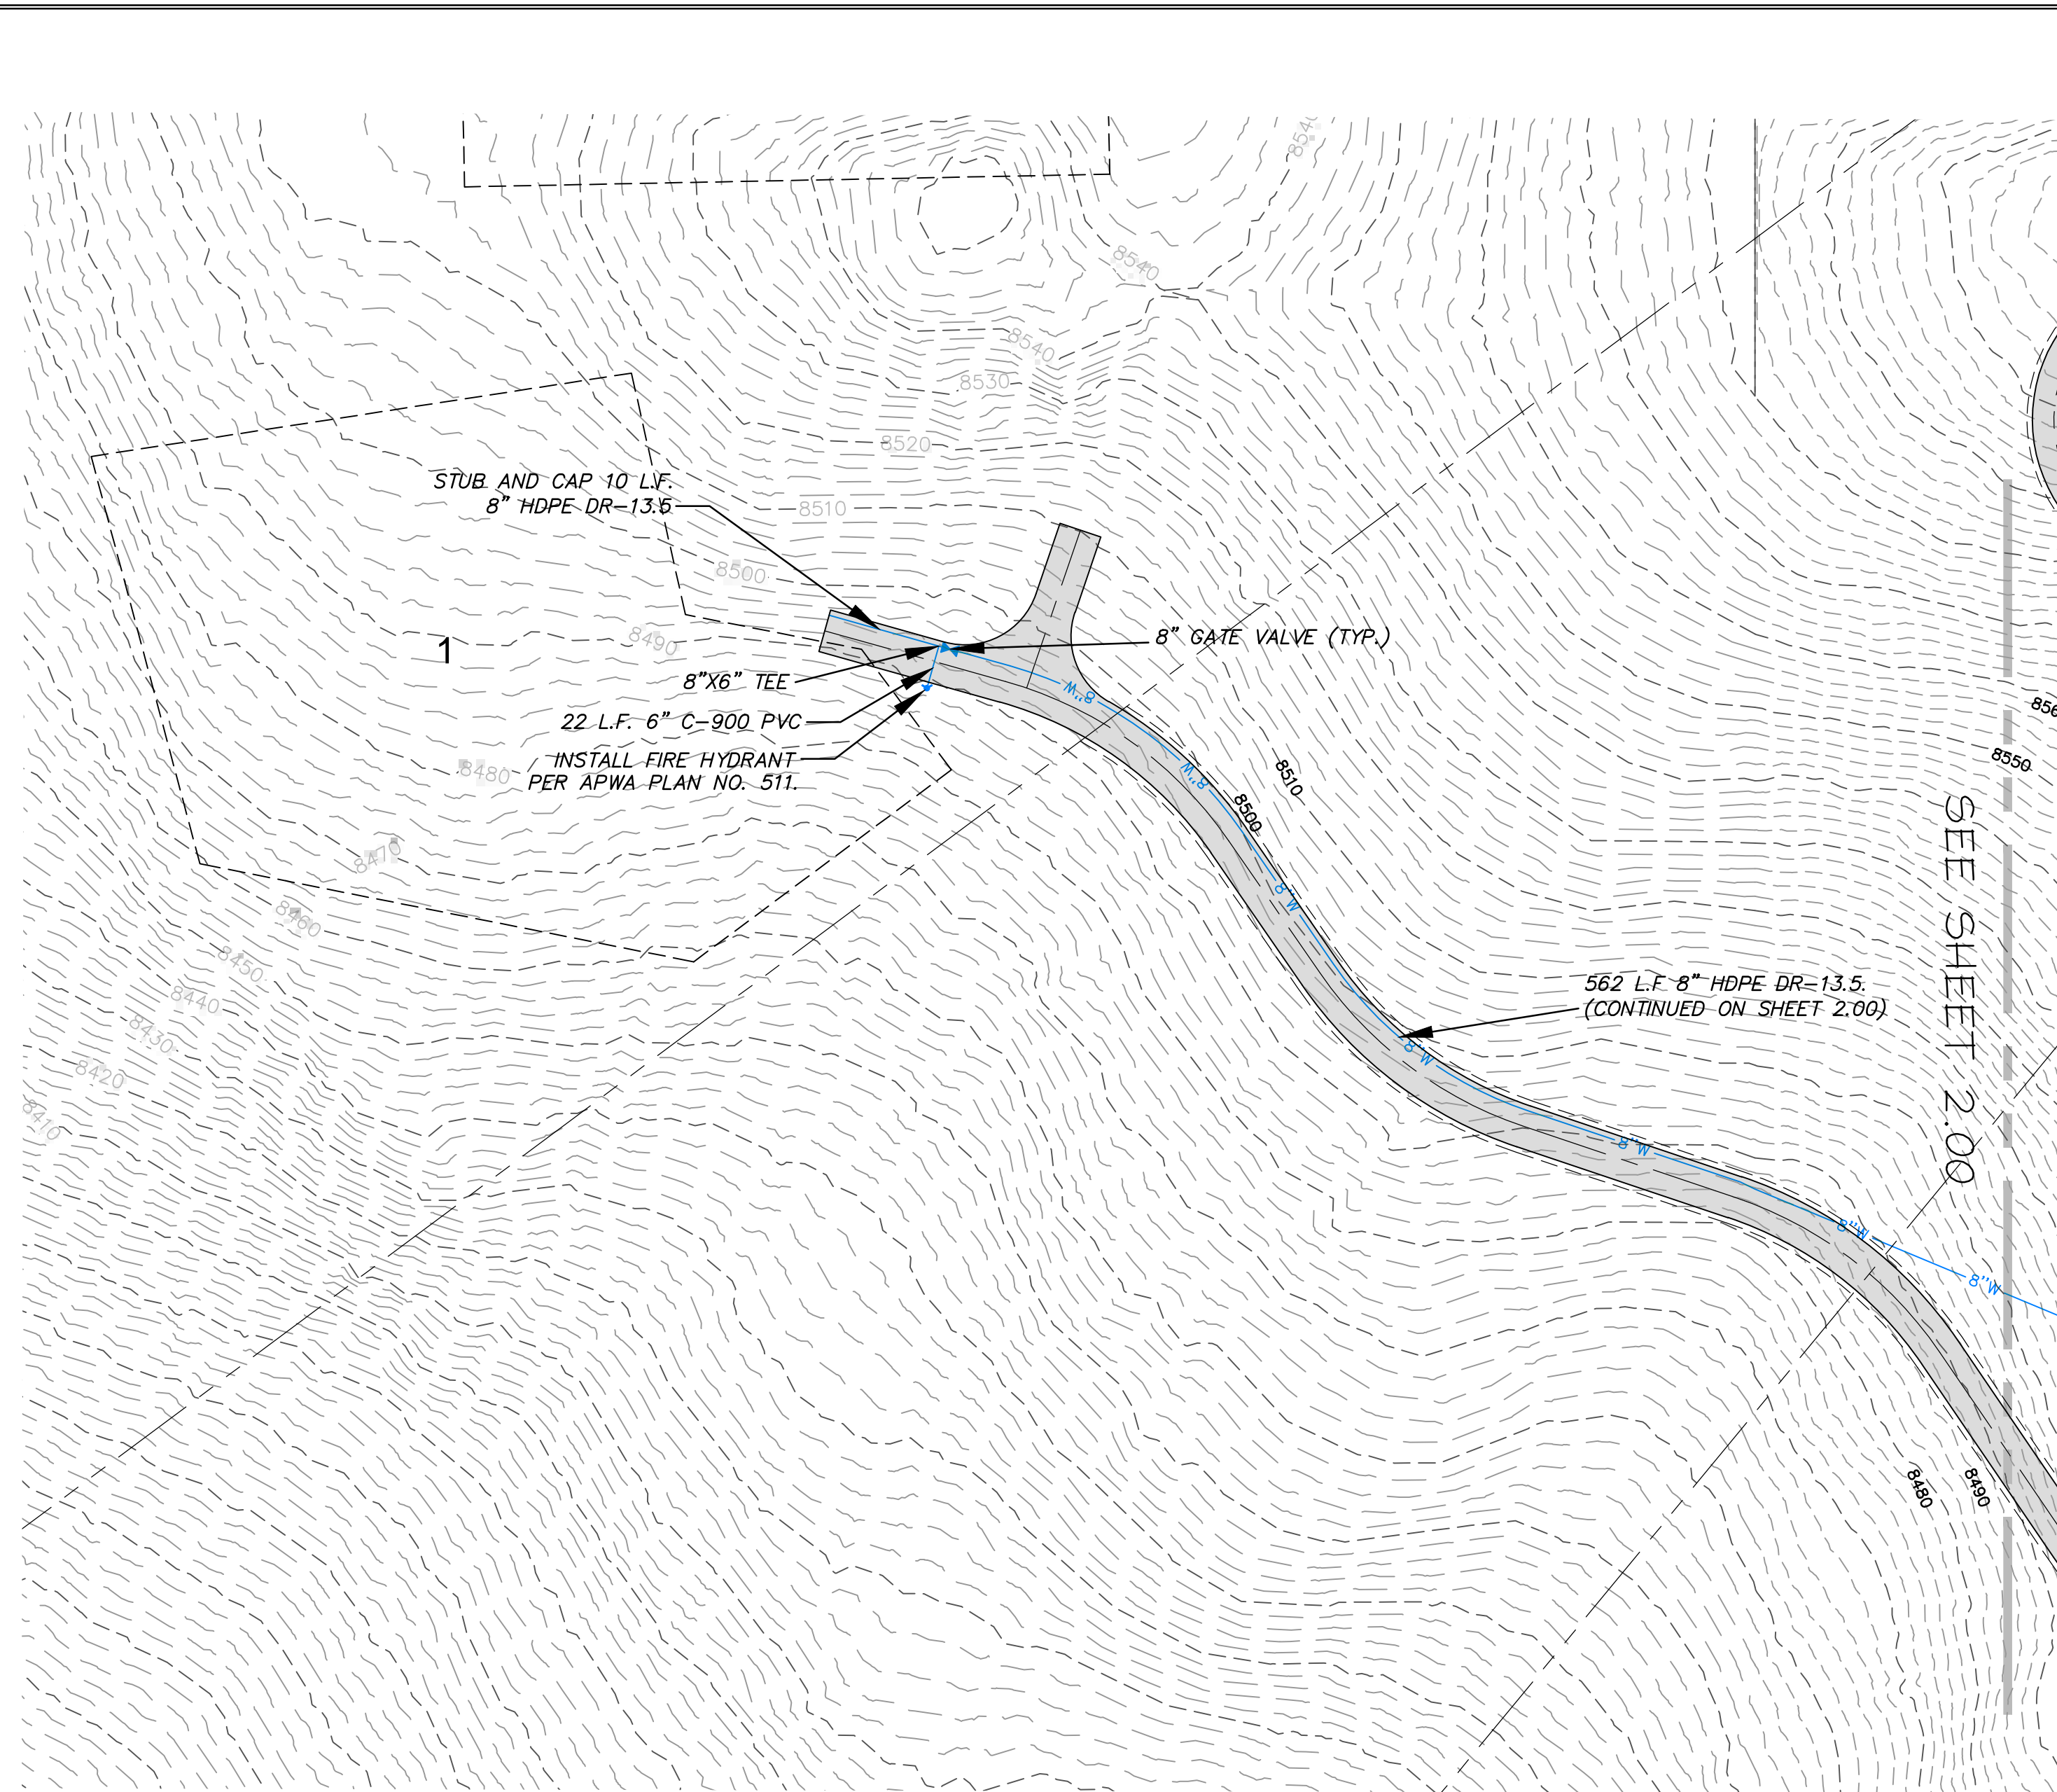 8540
8540
8540
8530
8520
STUB AND CAP 10 L.F.
8" HDPE DR-13.5
8510
8500
8490
1
8" GATE VALVE (TYP.)
8"X6" TEE
8"W
22 L.F. 6" C-900 PVC
INSTALL FIRE HYDRANT
PER APWA PLAN NO. 511.
8480
8"W
8510
8500
8550
SEE SHEET 2.00
8470
8"W
8460
8450
8440
8430
8420
8410
562 L.F 8" HDPE DR-13.5.
(CONTINUED ON SHEET 2.00)
8"W
8"W
8"W
8"W
8480
8490